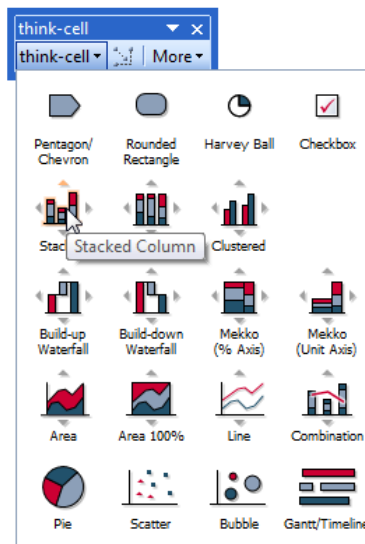 think-cell
think-cell More
Pentagon/ Rounded Harvey Ball Checkbox
Chevron Rectangle
Stac Clustered
Stacked Column
Build-up Build-down Mekko Mekko
Waterfall Waterfall (% Axis) (Unit Axis)
Area Area 100% Line Combination
Pie Scatter Bubble Gantt/Timeline